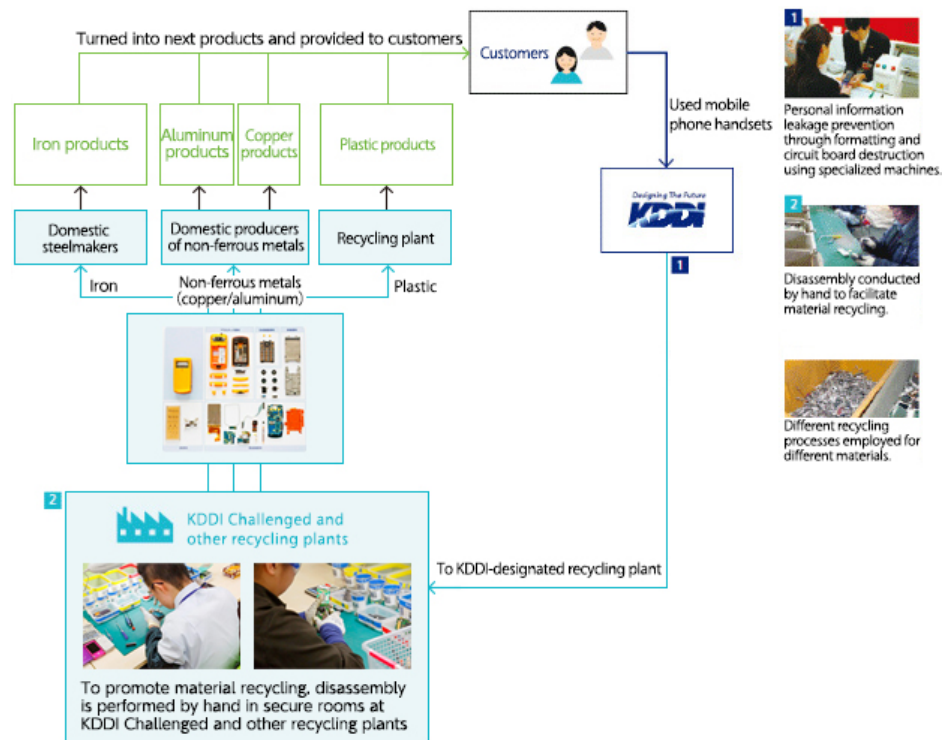 Turned into next products and provided to customers
Customers
Used mobile
phone handsets
Iron products
Aluminum
products
Copper
products
Plastic products
Designing The Future
KDDI
1
Domestic
steelmakers
Domestic producers
of non-ferrous metals
Recycling plant
Iron
Non-ferrous metals
(copper/aluminum)
Plastic
2
KDDI Challenged and
other recycling plants
To KDDI-designated recycling plant
To promote material recycling, disassembly
is performed by hand in secure rooms at
KDDI Challenged and other recycling plants
1
Personal information
leakage prevention
through formatting and
circuit board destruction
using specialized machines.
2
Disassembly conducted
by hand to facilitate
material recycling.
Different recycling
processes employed for
different materials.